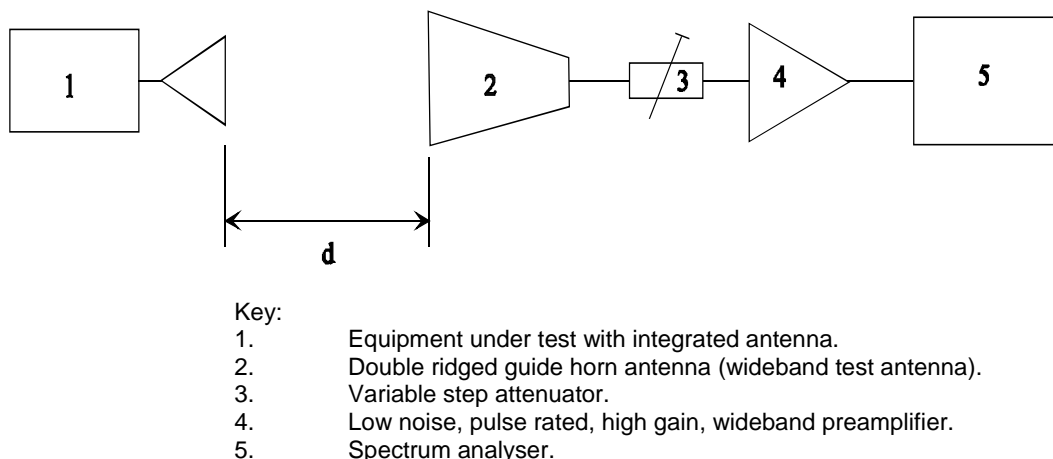 1
2
3
4
5
d
Key:
1. Equipment under test with integrated antenna.
2. Double ridged guide horn antenna (wideband test antenna).
3. Variable step attenuator.
4. Low noise, pulse rated, high gain, wideband preamplifier.
5. Spectrum analyser.